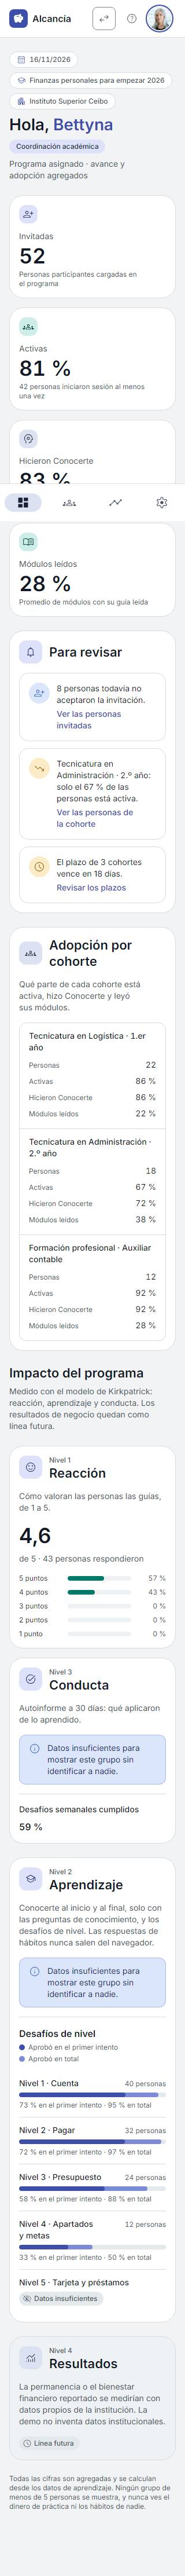 Alcancía
16/11/2026
Finanzas personales para empezar 2026
Instituto Superior Ceibo
Hola, Bettyna
Coordinación académica
Programa asignado · avance y
adopción agregados
Invitadas
52
Personas participantes cargadas en
el programa
Activas
81 %
42 personas iniciaron sesión al menos
una vez
Hicieron Conocerte
83 %
Módulos leídos
28 %
Promedio de módulos con su guía leída
Para revisar
8 personas todavía no
aceptaron la invitación.
Ver las personas
invitadas
Tecnicatura en
Administración · 2.º año:
solo el 67 % de las
personas está activa.
Ver las personas de
la cohorte
El plazo de 3 cohortes
vence en 18 días.
Revisar los plazos
Adopción por
cohorte
Qué parte de cada cohorte está
activa, hizo Conocerte y leyó
sus módulos.
Tecnicatura en Logística · 1.er
año
Personas 22
Activas 86 %
Hicieron Conocerte 86 %
Módulos leídos 22 %
Tecnicatura en Administración ·
2.º año
Personas 18
Activas 67 %
Hicieron Conocerte 72 %
Módulos leídos 38 %
Formación profesional · Auxiliar
contable
Personas 12
Activas 92 %
Hicieron Conocerte 92 %
Módulos leídos 28 %
Impacto del programa
Medido con el modelo de Kirkpatrick:
reacción, aprendizaje y conducta. Los
resultados de negocio quedan como
línea futura.
Nivel 1
Reacción
Cómo valoran las personas las guías,
de 1 a 5.
4,6
de 5 · 43 personas respondieron
5 puntos 57 %
4 puntos 43 %
3 puntos 0 %
2 puntos 0 %
1 punto 0 %
Nivel 3
Conducta
Autoinforme a 30 días: qué aplicaron
de lo aprendido.
Datos insuficientes para
mostrar este grupo sin
identificar a nadie.
Desafíos semanales cumplidos
59 %
Nivel 2
Aprendizaje
Conocerte al inicio y al final, solo con
las preguntas de conocimiento, y los
desafíos de nivel. Las respuestas de
hábitos nunca salen del navegador.
Datos insuficientes para
mostrar este grupo sin
identificar a nadie.
Desafíos de nivel
Aprobó en el primer intento
Aprobó en total
Nivel 1 · Cuenta 40 personas
73 % en el primer intento · 95 % en total
Nivel 2 · Pagar 32 personas
72 % en el primer intento · 97 % en total
Nivel 3 · Presupuesto 24 personas
58 % en el primer intento · 88 % en total
Nivel 4 · Apartados
y metas 12 personas
33 % en el primer intento · 50 % en total
Nivel 5 · Tarjeta y préstamos
Datos insuficientes
Nivel 4
Resultados
La permanencia o el bienestar
financiero reportado se medirían con
datos propios de la institución. La
demo no inventa datos institucionales.
Línea futura
Todas las cifras son agregadas y se calculan
desde los datos de aprendizaje. Ningún grupo de
menos de 5 personas se muestra, y nunca ves el
dinero de práctica ni los hábitos de nadie.